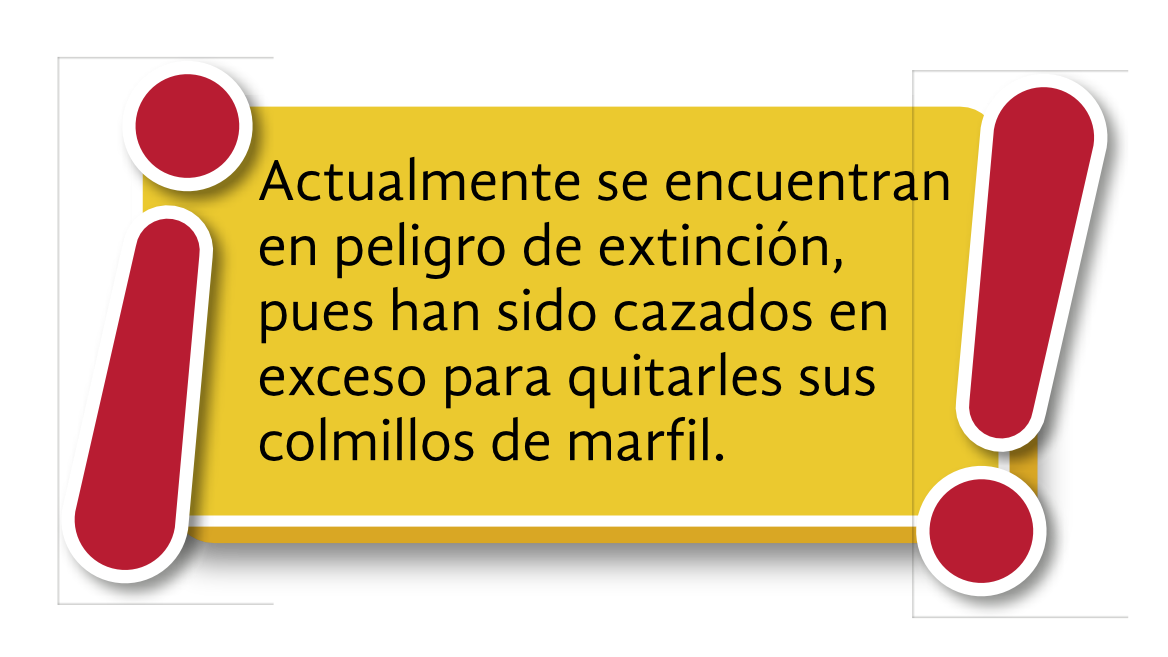 Actualmente se encuentran
en peligro de extinción,
pues han sido cazados en
exceso para quitarles sus
colmillos de marfil.